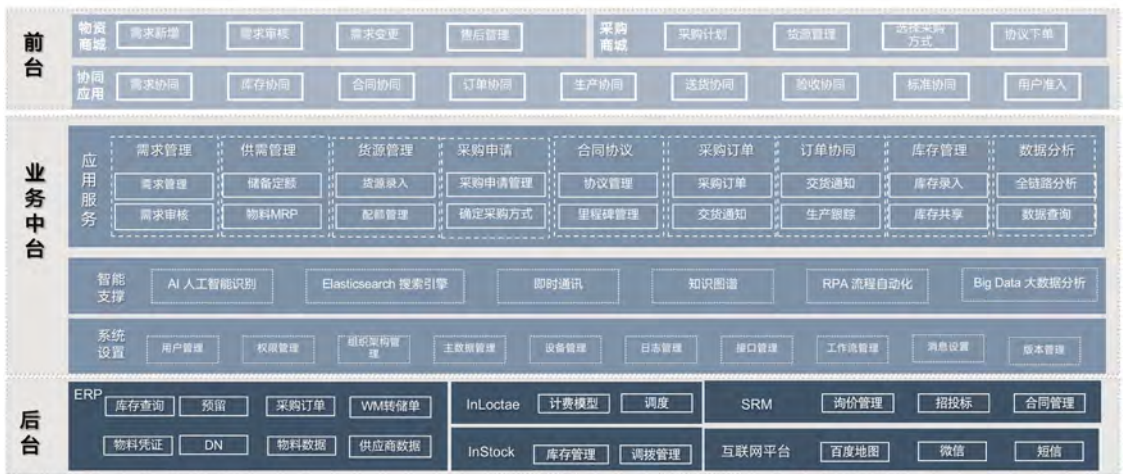 前台
物资商城
需求新增
需求审核
需求变更
售后管理
采购商城
采购计划
货源管理
选择采购方式
协议下单
协同应用
需求协同
库存协同
合同协同
订单协同
生产协同
送货协同
验收协同
标准协同
用户准入
业务中台
应用服务
需求管理
需求管理
需求审核
供需管理
储备定额
物料MRP
货源管理
货源录入
配额管理
采购申请
采购申请管理
确定采购方式
合同协议
协议管理
里程碑管理
采购订单
采购订单
交货通知
订单协同
交货通知
生产跟踪
库存管理
库存录入
库存共享
数据分析
全链路分析
数据查询
智能支撑
AI 人工智能识别
Elasticsearch 搜索引擎
即时通讯
知识图谱
RPA 流程自动化
Big Data 大数据分析
系统设置
用户管理
权限管理
组织架构管理
主数据管理
设备管理
日志管理
接口管理
工作流管理
消息设置
版本管理
后台
ERP
库存查询
预留
采购订单
WM转储单
物料凭证
DN
物料数据
供应商数据
InLoctae
计费模型
调度
InStock
库存管理
调拨管理
SRM
询价管理
招投标
合同管理
互联网平台
百度地图
微信
短信